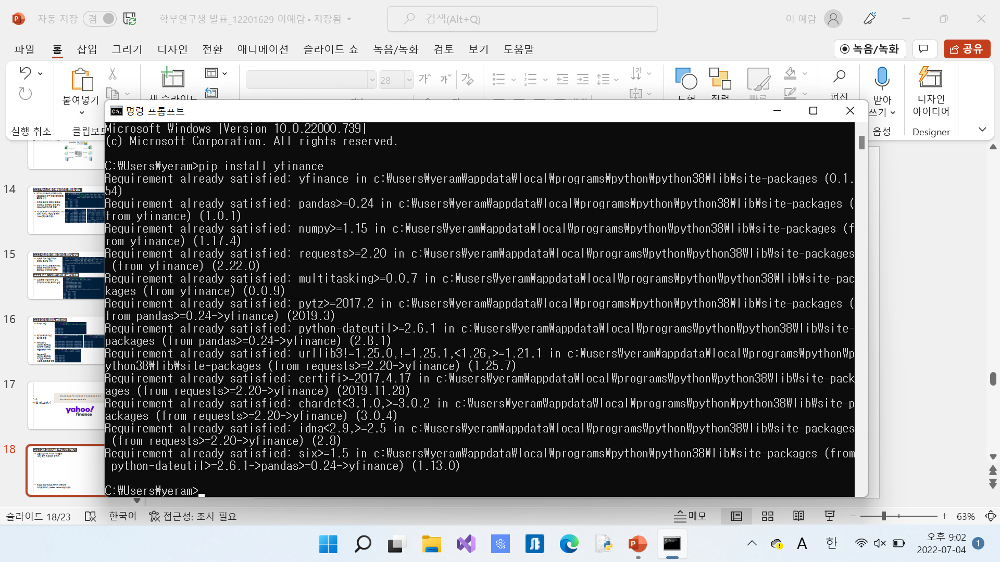 자동 저장 켬
학부연구생 발표_12201629 이예람 • 저장됨
검색(Alt+Q)
이 예람
파일 홈 삽입 그리기 디자인 전환 애니메이션 슬라이드 쇼 녹음/녹화 검토 보기 도움말
녹음/녹화
공유
28
붙여넣기
새 슬라이드
편집
받아
쓰기
디자인
아이디어
실행 취소
음성
Designer
명령 프롬프트
Microsoft Windows [Version 10.0.22000.739]
(c) Microsoft Corporation. All rights reserved.
C:₩Users₩yeram>pip install yfinance
Requirement already satisfied: yfinance in c:₩users₩yeram₩appdata₩local₩programs₩python₩python38₩lib₩site-packages (0.1.
54)
Requirement already satisfied: pandas>=0.24 in c:₩users₩yeram₩appdata₩local₩programs₩python₩python38₩lib₩site-packages (
from yfinance) (1.0.1)
Requirement already satisfied: numpy>=1.15 in c:₩users₩yeram₩appdata₩local₩programs₩python₩python38₩lib₩site-packages (f
rom yfinance) (1.17.4)
Requirement already satisfied: requests>=2.20 in c:₩users₩yeram₩appdata₩local₩programs₩python₩python38₩lib₩site-packages
(from yfinance) (2.22.0)
Requirement already satisfied: multitasking>=0.0.7 in c:₩users₩yeram₩appdata₩local₩programs₩python₩python38₩lib₩site-pac
kages (from yfinance) (0.0.9)
Requirement already satisfied: pytz>=2017.2 in c:₩users₩yeram₩appdata₩local₩programs₩python₩python38₩lib₩site-packages (
from pandas>=0.24->yfinance) (2019.3)
Requirement already satisfied: python-dateutil>=2.6.1 in c:₩users₩yeram₩appdata₩local₩programs₩python₩python38₩lib₩site-
packages (from pandas>=0.24->yfinance) (2.8.1)
Requirement already satisfied: urllib3!=1.25.0,!=1.25.1,<1.26,>=1.21.1 in c:₩users₩yeram₩appdata₩local₩programs₩python₩p
ython38₩lib₩site-packages (from requests>=2.20->yfinance) (1.25.7)
Requirement already satisfied: certifi>=2017.4.17 in c:₩users₩yeram₩appdata₩local₩programs₩python₩python38₩lib₩site-pack
ages (from requests>=2.20->yfinance) (2019.11.28)
Requirement already satisfied: chardet<3.1.0,>=3.0.2 in c:₩users₩yeram₩appdata₩local₩programs₩python₩python38₩lib₩site-p
ackages (from requests>=2.20->yfinance) (3.0.4)
Requirement already satisfied: idna<2.9,>=2.5 in c:₩users₩yeram₩appdata₩local₩programs₩python₩python38₩lib₩site-packages
(from requests>=2.20->yfinance) (2.8)
Requirement already satisfied: six>=1.5 in c:₩users₩yeram₩appdata₩local₩programs₩python₩python38₩lib₩site-packages (from
python-dateutil>=2.6.1->pandas>=0.24->yfinance) (1.13.0)
C:₩Users₩yeram>
14
15
16
17
yahoo!
finance
18
슬라이드 18/23 한국어 접근성: 조사 필요 메모 63%
A 한 오후 9:02
2022-07-04
1